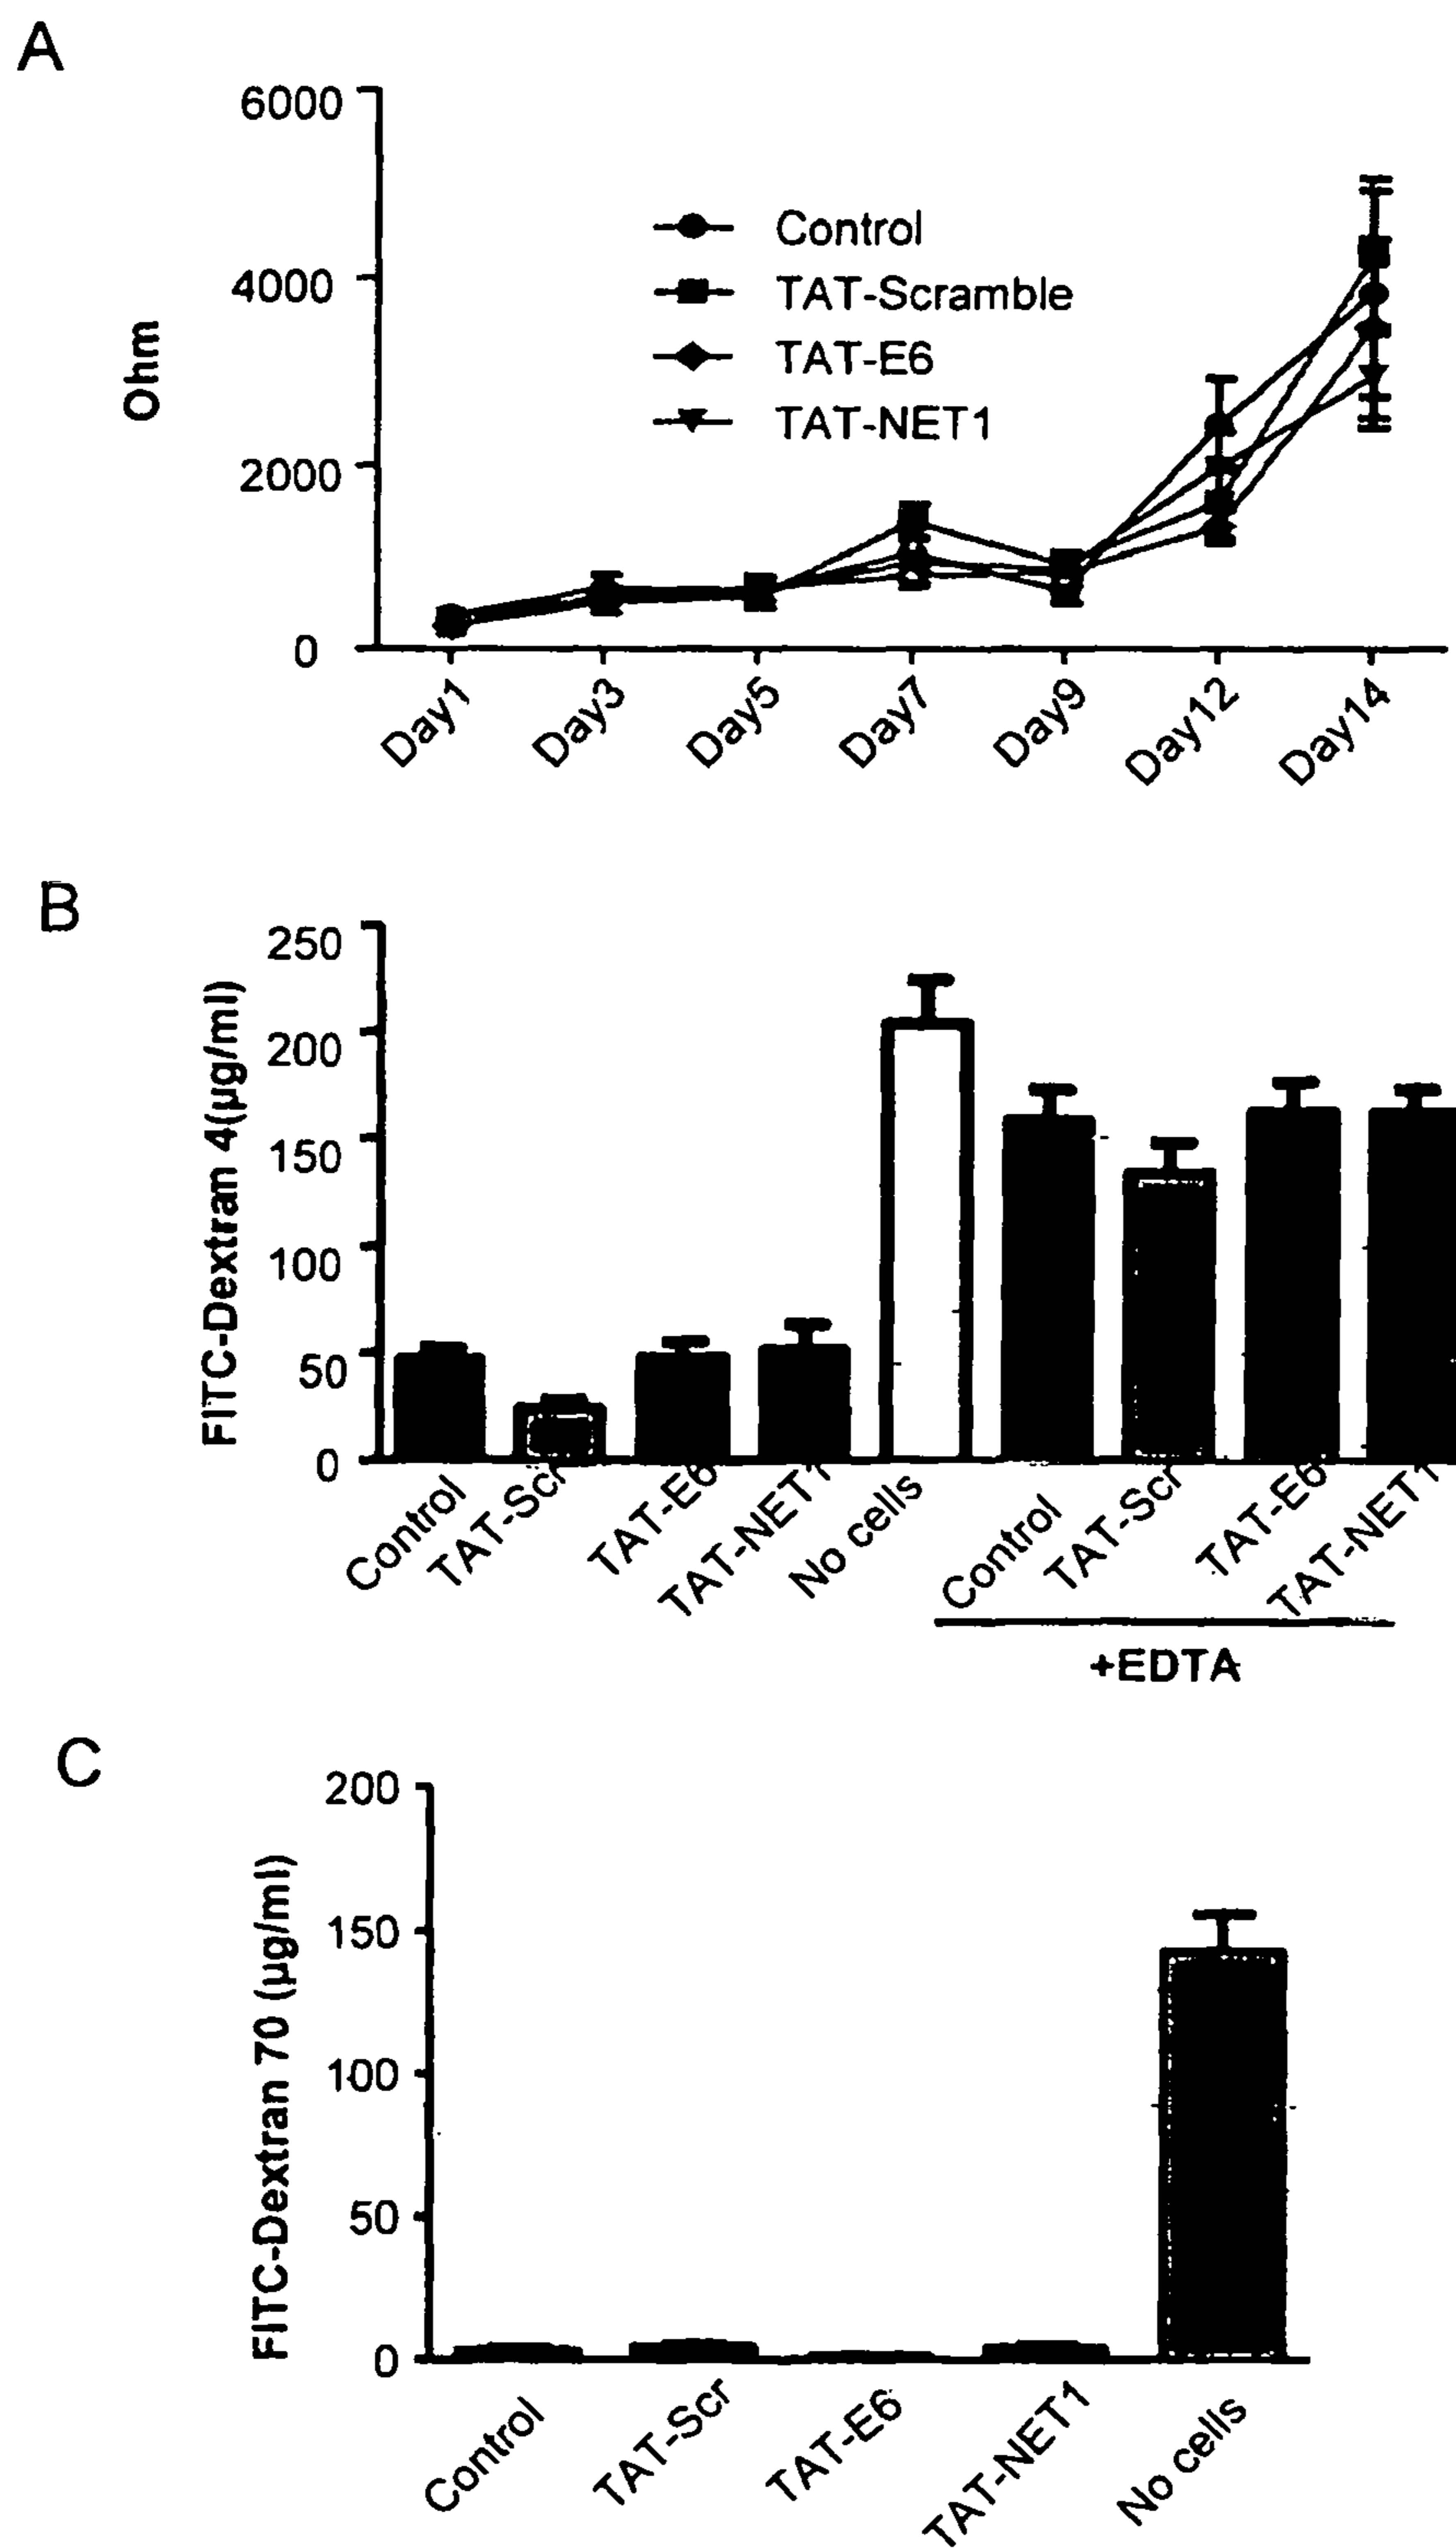 A
6000
4000
2000
0
Ohm
Control
TAT-Scramble
TAT-E6
TAT-NET1
Day1
Day3
Day5
Day7
Day9
Day12
Day14
B
250
200
150
100
50
0
FITC-Dextran 4(µg/ml)
Control
TAT-Scr
TAT-E6
TAT-NET1
No cells
Control
TAT-Scr
TAT-E6
TAT-NET1
+EDTA
C
200
150
100
50
0
FITC-Dextran 70 (µg/ml)
Control
TAT-Scr
TAT-E6
TAT-NET1
No cells